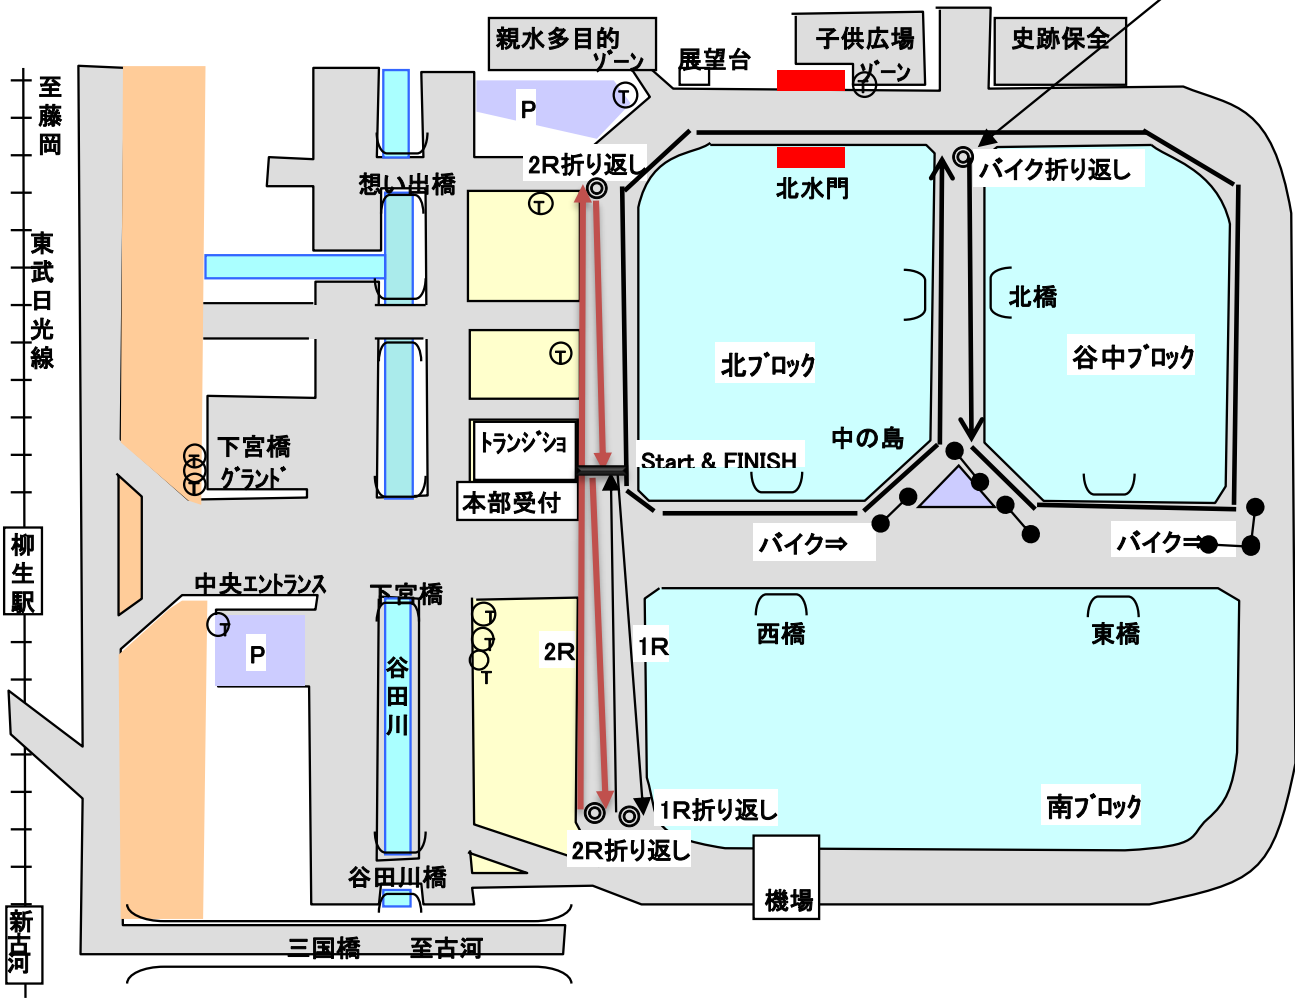 親水多目的
ゾーン
展望台
子供広場
ゾーン
史跡保全
至藤岡
P
T
T
2R折り返し
バイク折り返し
想い出橋
北水門
T
東武日光線
北橋
北ブロック
谷中ブロック
T
トランジショ
中の島
下宮橋
グランド
T
T
T
Start & FINISH
本部受付
バイク⇒
バイク⇒
柳生駅
中央エントランス
下宮橋
T
T
T
T
P
2R
1R
西橋
東橋
谷田川
1R折り返し
南ブロック
2R折り返し
谷田川橋
機場
新古河
三国橋
至古河